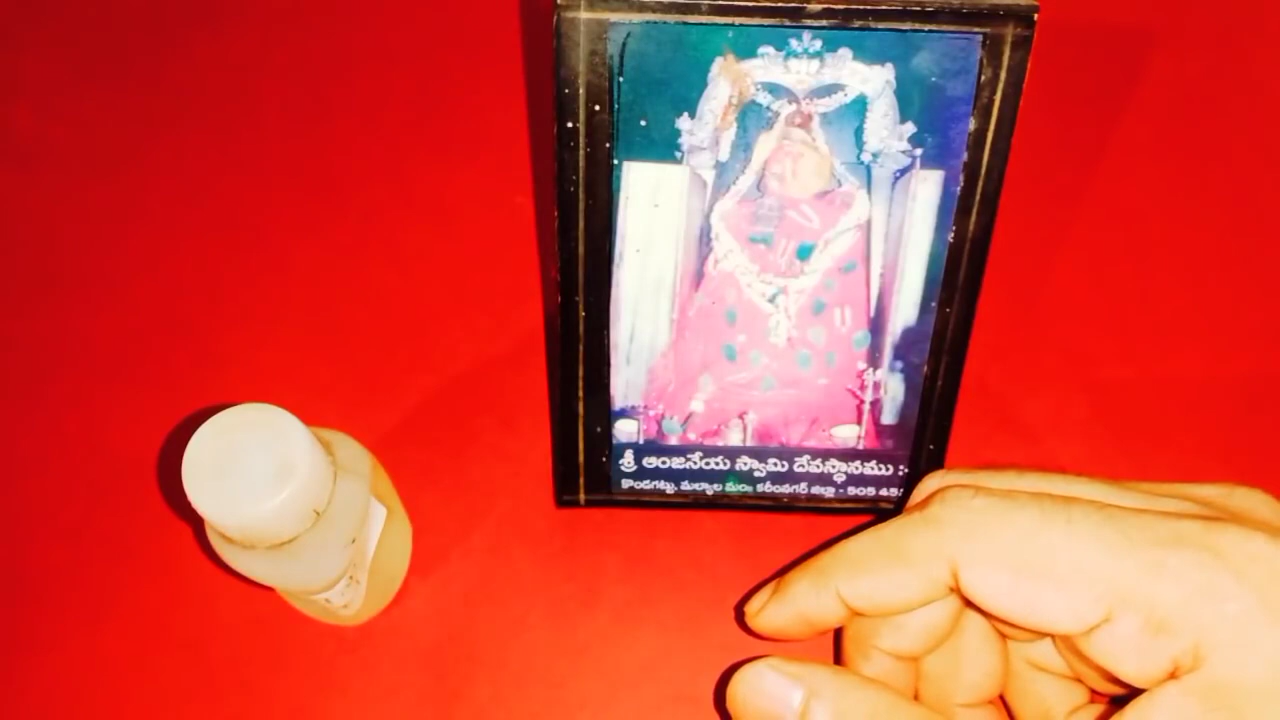 శ్రీ ఆంజనేయ స్వామి దేవస్థానము :-
కొండగట్టు, మల్యాల మం: కరీంనగర్ జిల్లా - 505 45